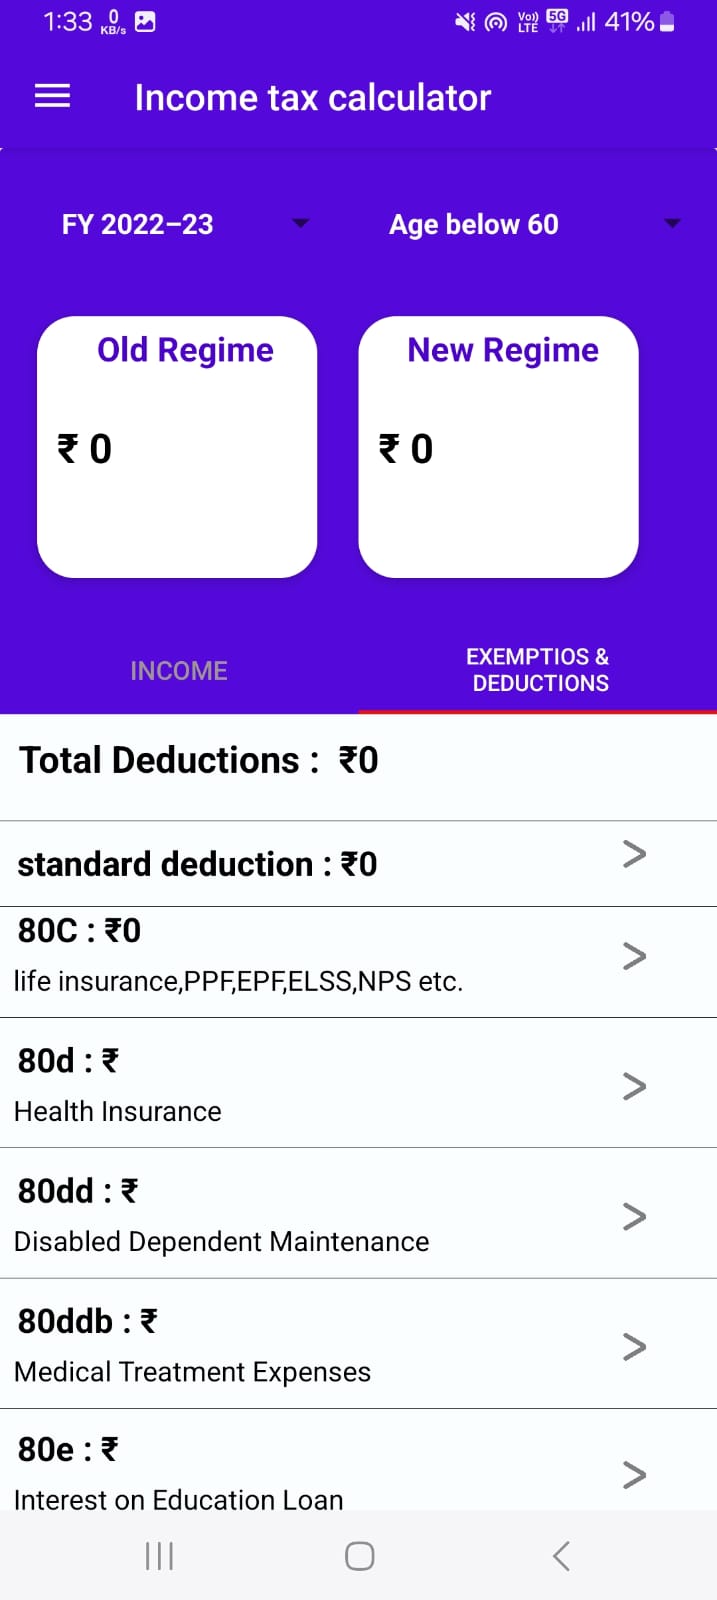 1:33 0 KB/s Vo)) LTE 5G 41%
Income tax calculator
FY 2022–23 Age below 60
Old Regime New Regime
₹ 0 ₹ 0
INCOME EXEMPTIOS &
DEDUCTIONS
Total Deductions : ₹0
standard deduction : ₹0
80C : ₹0
life insurance,PPF,EPF,ELSS,NPS etc.
80d : ₹
Health Insurance
80dd : ₹
Disabled Dependent Maintenance
80ddb : ₹
Medical Treatment Expenses
80e : ₹
Interest on Education Loan